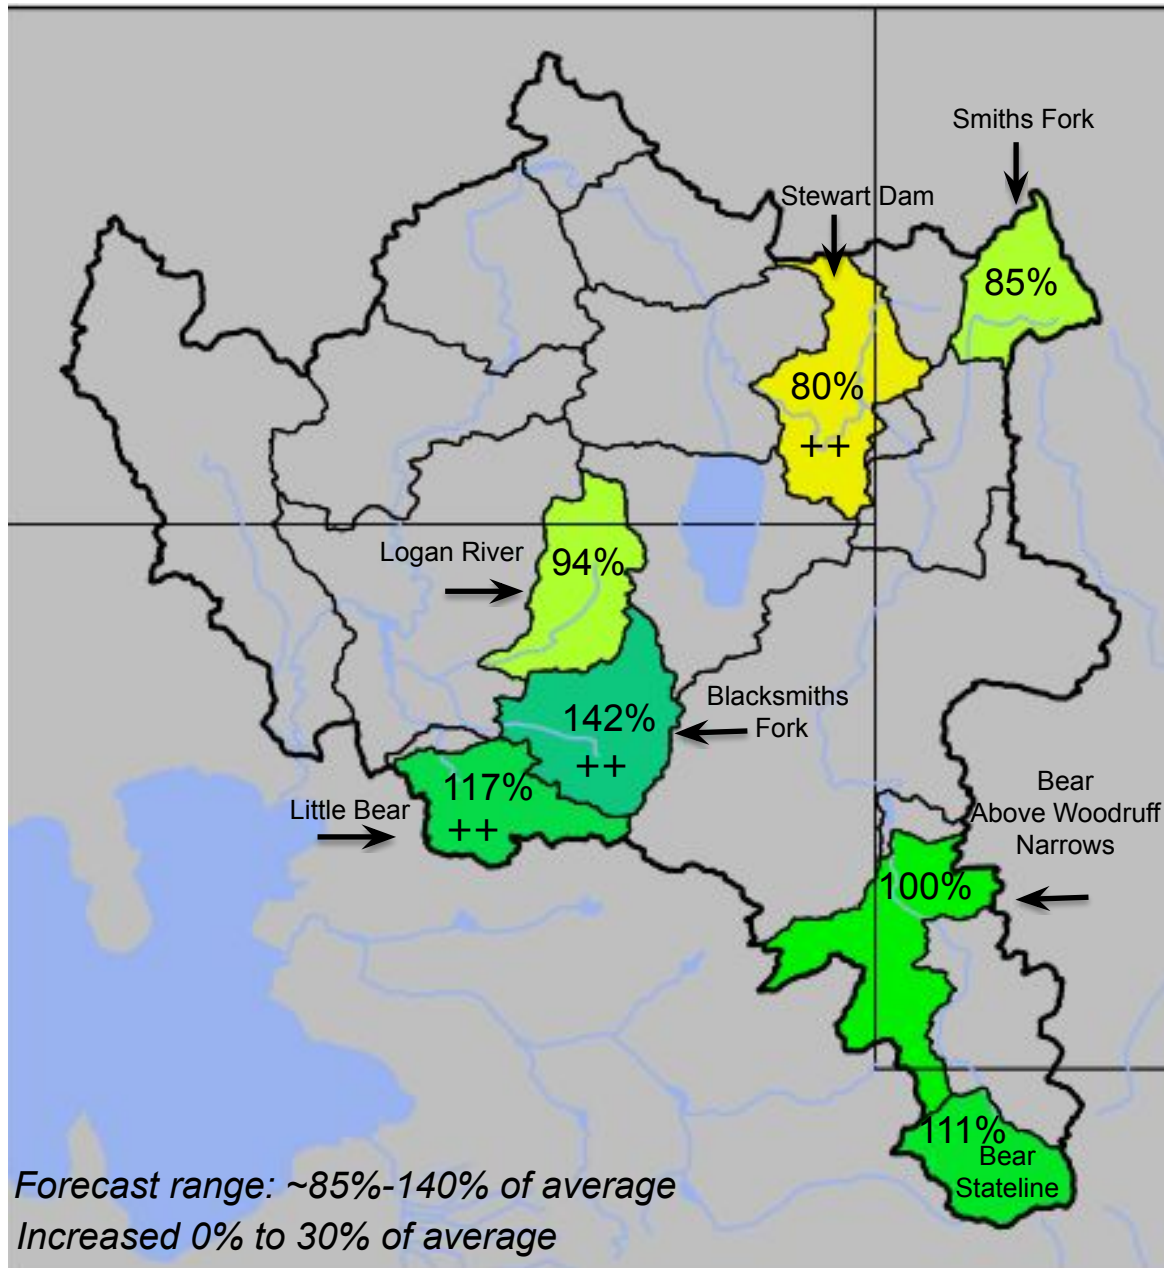 Smiths Fork
Stewart Dam
85%
80%
++
Logan River
94%
Blacksmiths
Fork
142%
++
117%
++
Little Bear
Bear
Above Woodruff
Narrows
100%
111%
Bear
Stateline
Forecast range: ~85%-140% of average
Increased 0% to 30% of average